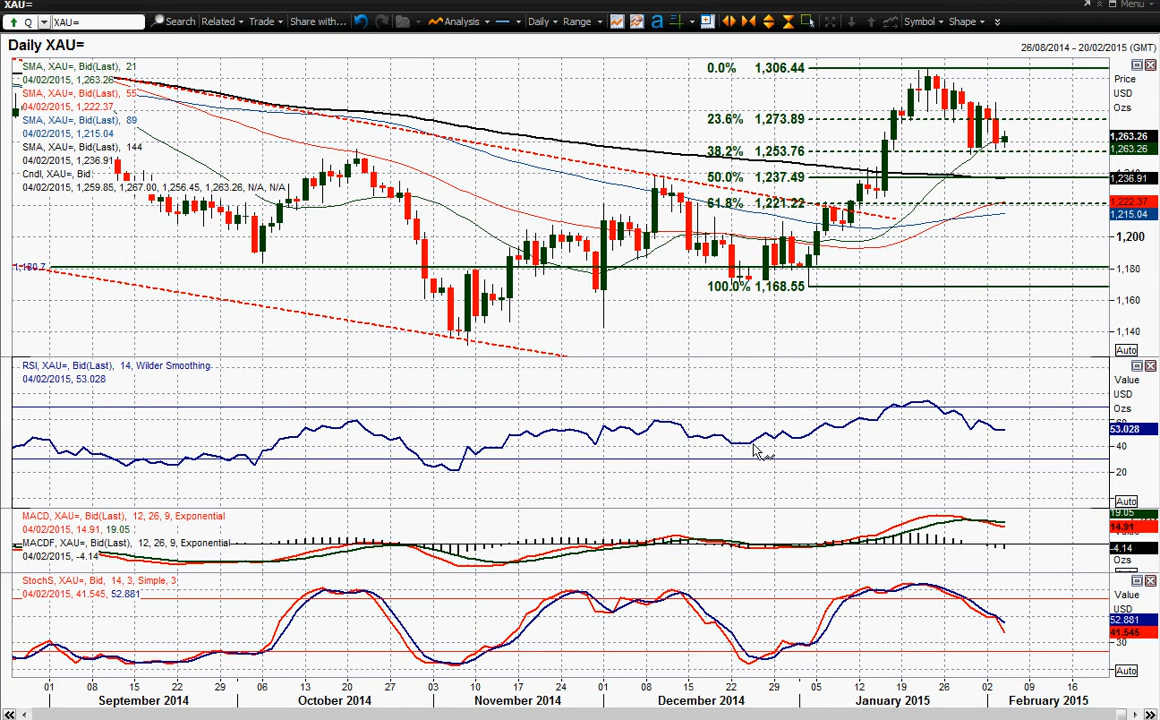 XAU=
Menu
Q XAU= Search Related Trade Share with... Analysis Daily Range a Symbol Shape
Daily XAU=
26/08/2014 - 20/02/2015 (GMT)
SMA, XAU=, Bid(Last), 21
04/02/2015, 1,263.26
SMA, XAU=, Bid(Last), 55
04/02/2015, 1,222.37
SMA, XAU=, Bid(Last), 89
04/02/2015, 1,215.04
SMA, XAU=, Bid(Last), 144
04/02/2015, 1,236.91
Cndl, XAU=, Bid
04/02/2015, 1,259.85, 1,267.00, 1,256.45, 1,263.26, N/A, N/A
0.0% 1,306.44
23.6% 1,273.89
38.2% 1,253.76
50.0% 1,237.49
61.8% 1,221.22
100.0% 1,168.55
1,180.7
Price
USD
Ozs
1,263.26
1,263.26
1,236.91
1,222.37
1,215.04
1,200
1,180
1,160
1,140
Auto
RSI, XAU=, Bid(Last), 14, Wilder Smoothing
04/02/2015, 53.028
Value
USD
Ozs
53.028
40
20
Auto
MACD, XAU=, Bid(Last), 12, 26, 9, Exponential
04/02/2015, 14.91, 19.05
MACDF, XAU=, Bid(Last), 12, 26, 9, Exponential
04/02/2015, -4.14
19.05
14.91
-4.14
Ozs
StochS, XAU=, Bid, 14, 3, Simple, 3
04/02/2015, 41.545, 52.881
Value
USD
52.881
41.545
30
Auto
01 08 15 22 29 06 13 20 27 03 10 17 24 01 08 15 22 29 05 12 19 26 02 09 16
September 2014 October 2014 November 2014 December 2014 January 2015 February 2015